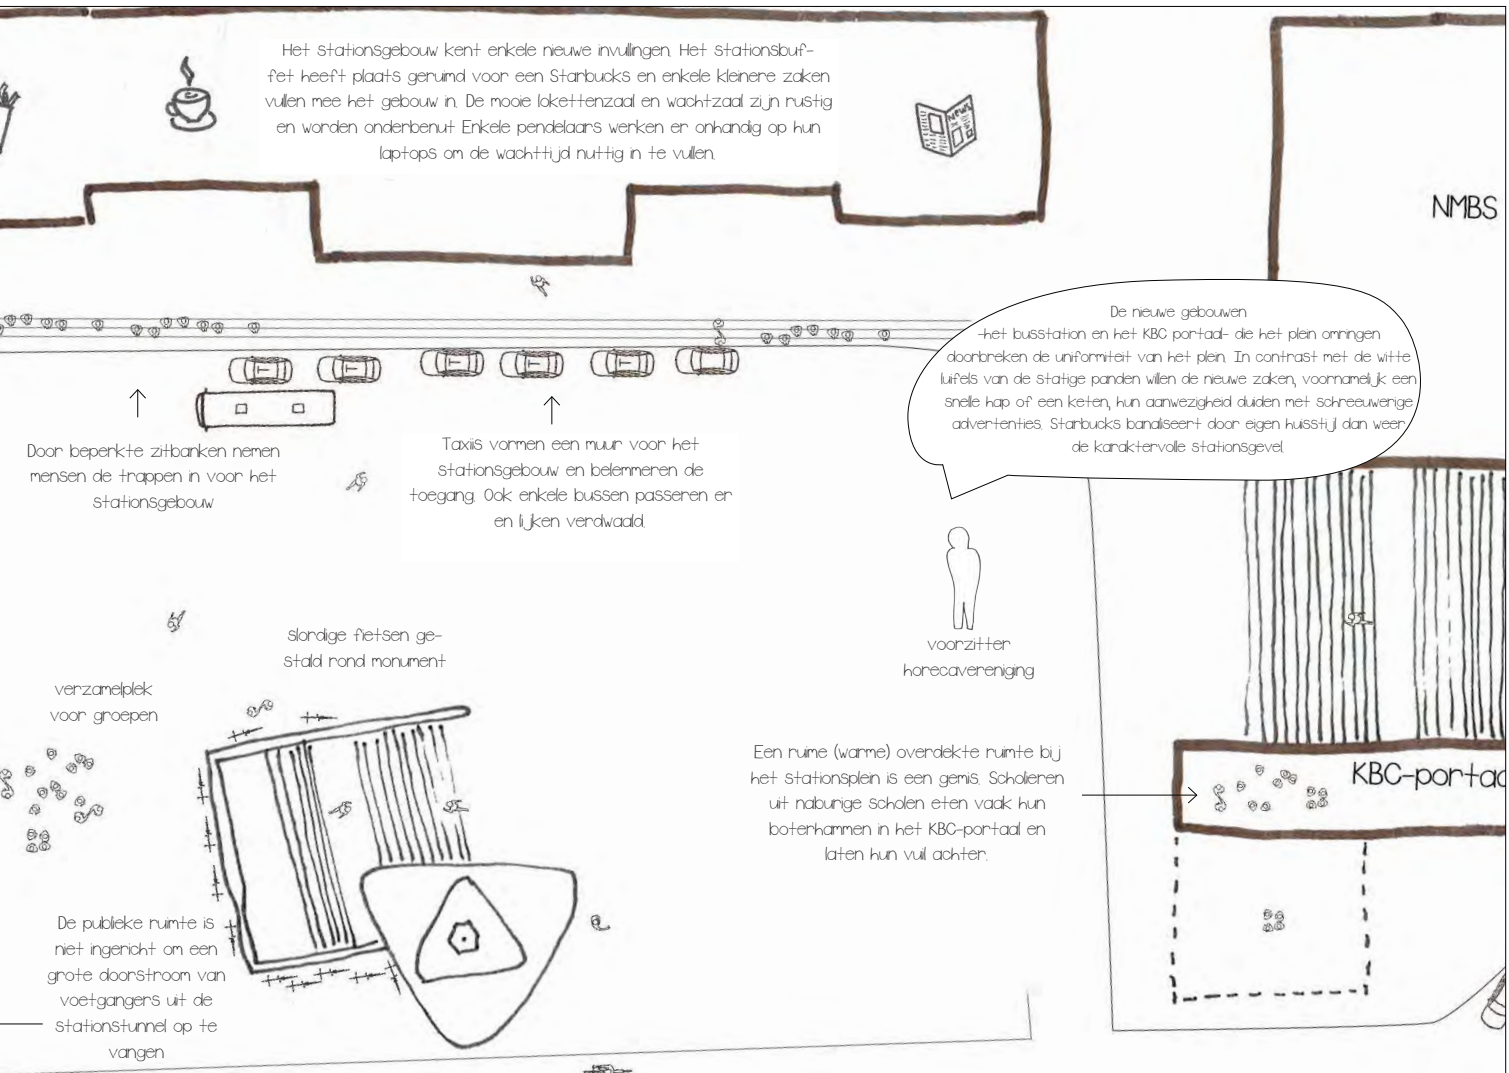 Het stationsgebouw kent enkele nieuwe invullingen. Het stationsbuf-
fet heeft plaats geruimd voor een Starbucks en enkele kleinere zaken
vullen mee het gebouw in. De mooie lokettenzaal en wachtzaal zijn rustig
en worden onderbenut. Enkele pendelaars werken er onhandig op hun
laptops om de wachttijd nuttig in te vullen.
News
NMBS
De nieuwe gebouwen
-het busstation en het KBC portaal- die het plein omringen
doorbreken de uniformiteit van het plein. In contrast met de witte
luifels van de statige panden willen de nieuwe zaken, voornamelijk een
snelle hap of een keten, hun aanwezigheid duiden met schreeuwerige
advertenties. Starbucks banaliseert door eigen huisstijl dan weer
de karaktervolle stationsgevel.
T
T
T
T
T
Door beperkte zitbanken nemen
mensen de trappen in voor het
stationsgebouw
Taxiis vormen een muur voor het
stationsgebouw en belemmeren de
toegang. Ook enkele bussen passeren er
en lijken verdwaald.
voorzitter
horecavereniging
slordige fietsen ge-
stald rond monument
verzamelplek
voor groepen
Een ruime (warme) overdekte ruimte bij
het stationsplein is een gemis. Scholieren
uit naburige scholen eten vaak hun
boterhammen in het KBC-portaal en
laten hun vuil achter.
KBC-portaa
De publieke ruimte is
niet ingericht om een
grote doorstroom van
voetgangers uit de
stationstunnel op te
vangen